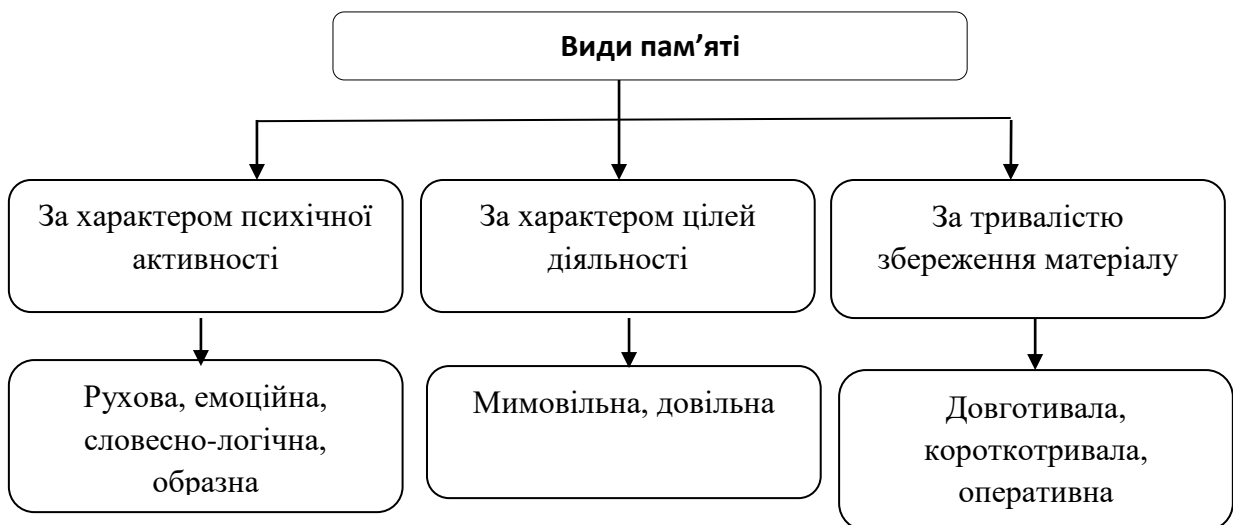 Види пам’яті
За характером психічної
активності
За характером цілей
діяльності
За тривалістю
збереження матеріалу
Рухова, емоційна,
словесно-логічна,
образна
Мимовільна, довільна
Довготивала,
короткотривала,
оперативна